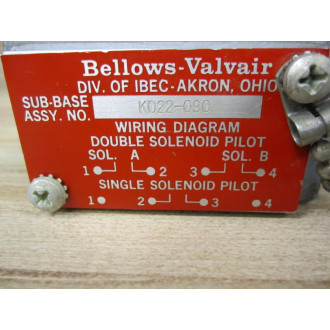 Bellows-Valvair
DIV. OF IBEC-AKRON, OHIO
SUB-BASE
ASSY. NO. KD22-090
WIRING DIAGRAM
DOUBLE SOLENOID PILOT
SOL. A SOL. B
1 2 3 4
SINGLE SOLENOID PILOT
1 2 3 4